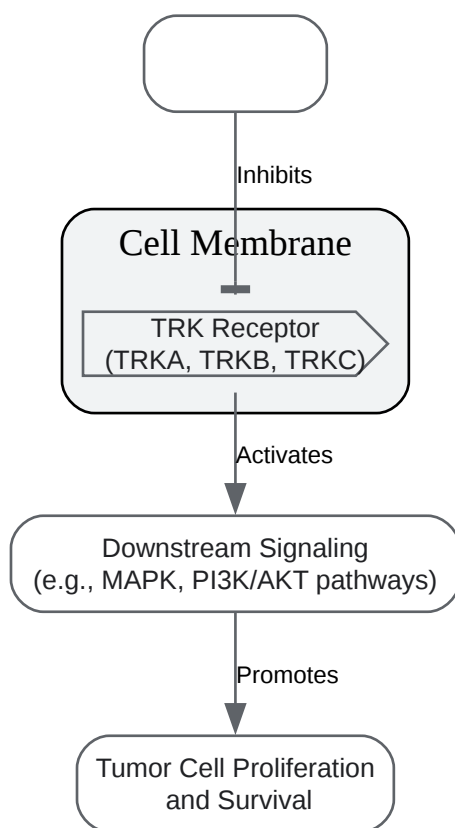 Inhibits
Cell Membrane
TRK Receptor
(TRKA, TRKB, TRKC)
Activates
Downstream Signaling
(e.g., MAPK, PI3K/AKT pathways)
Promotes
Tumor Cell Proliferation
and Survival